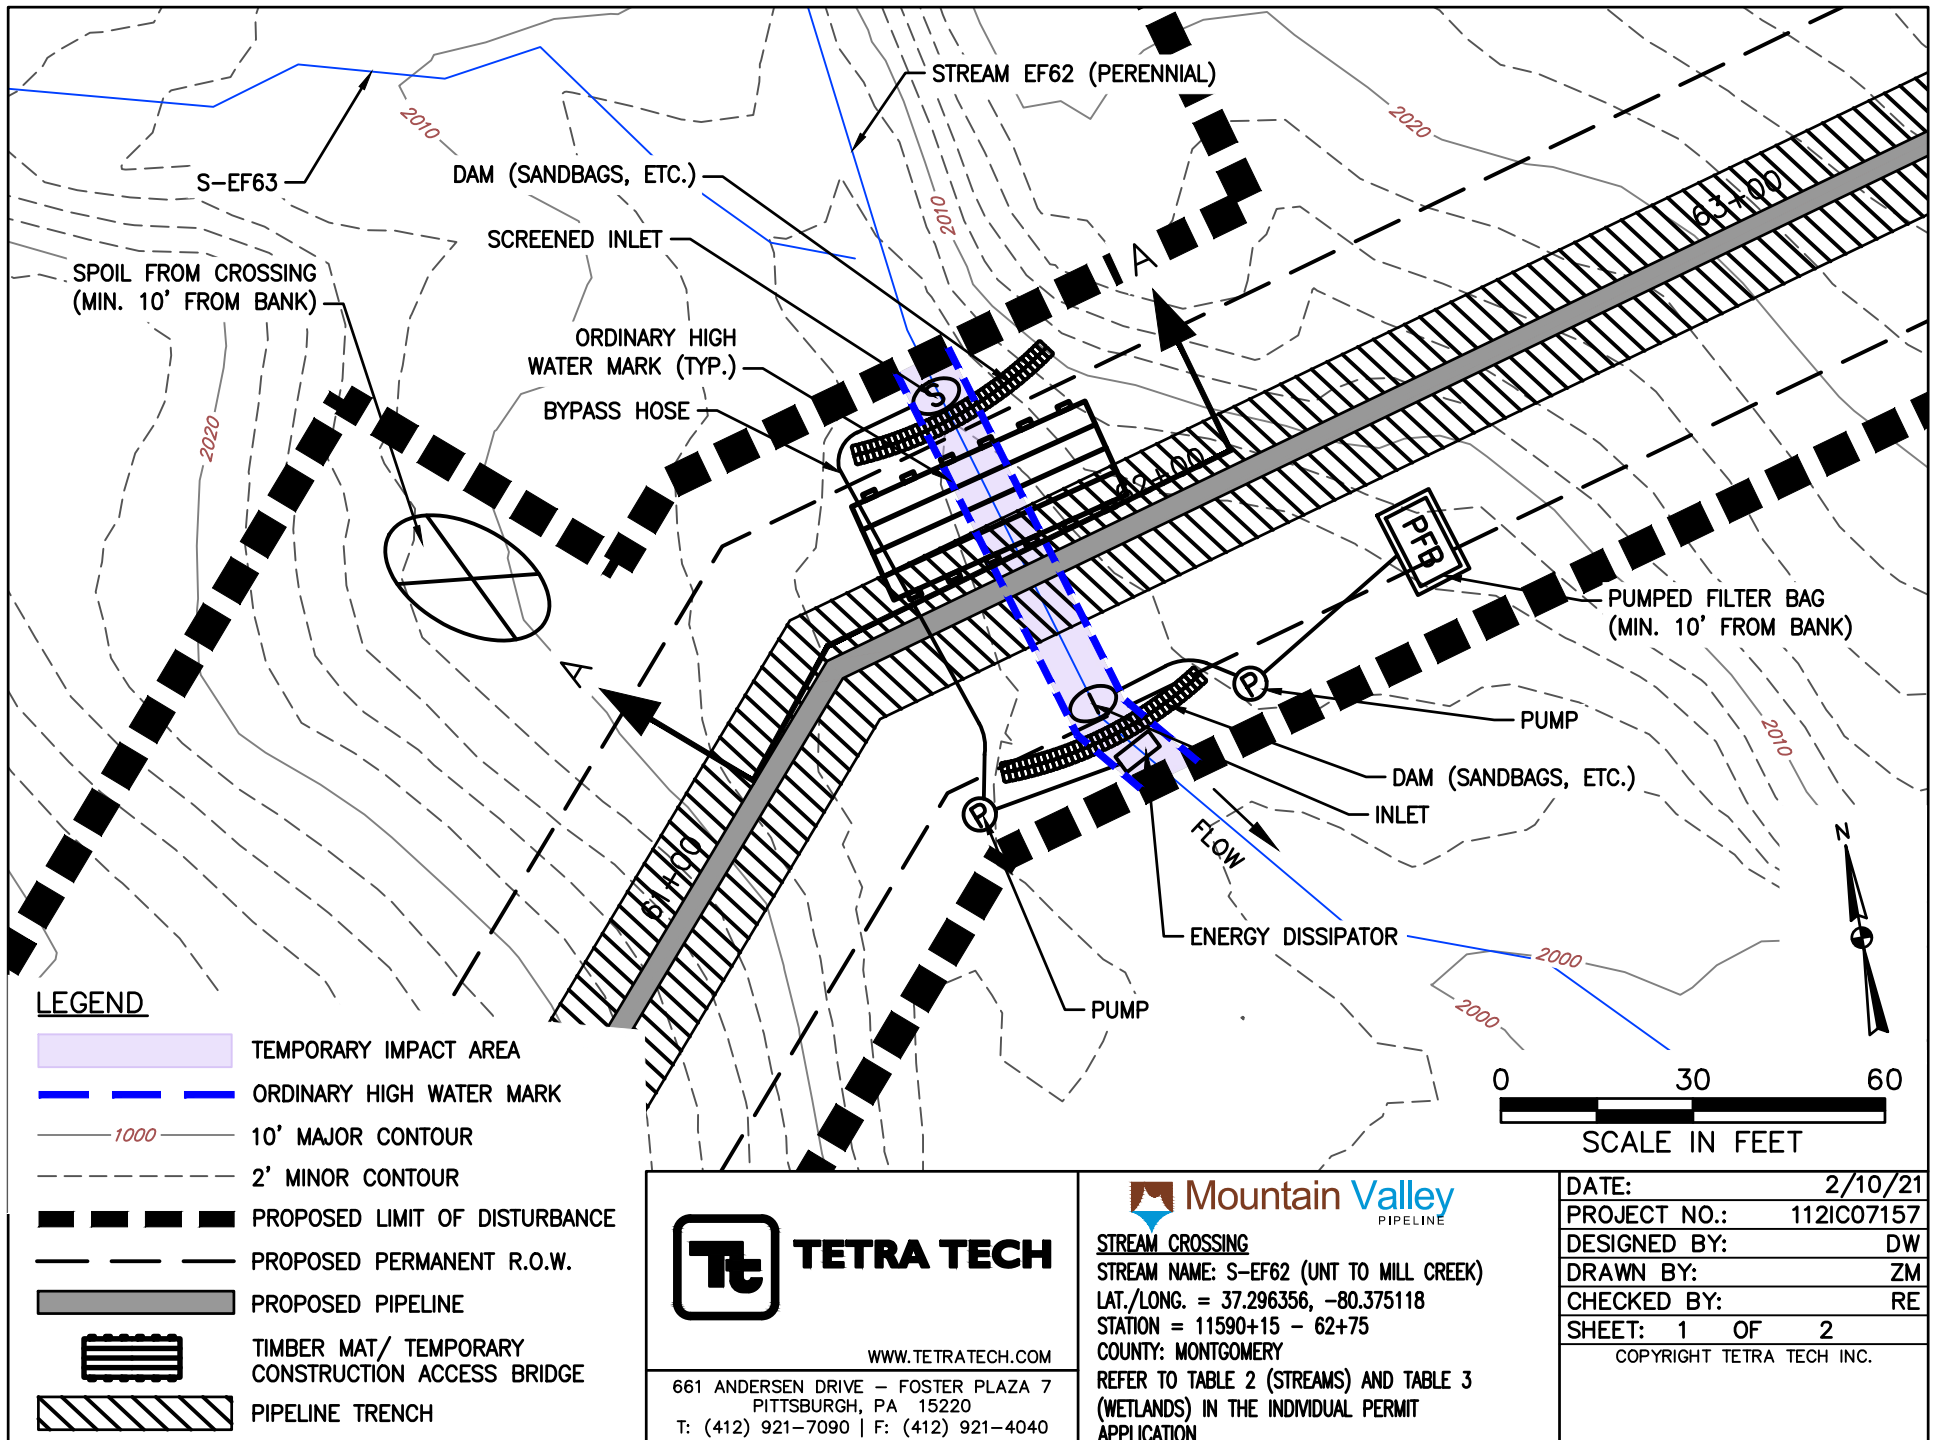 STREAM EF62 (PERENNIAL)
2010
2020
DAM (SANDBAGS, ETC.)
S-EF63
2010
63+00
SCREENED INLET
A
SPOIL FROM CROSSING
(MIN. 10' FROM BANK)
ORDINARY HIGH
WATER MARK (TYP.)
S
BYPASS HOSE
2020
62+00
PFB
PUMPED FILTER BAG
(MIN. 10' FROM BANK)
A
P
I
PUMP
2010
DAM (SANDBAGS, ETC.)
INLET
P
FLOW
N
61+00
ENERGY DISSIPATOR
2000
2000
PUMP
LEGEND
TEMPORARY IMPACT AREA
ORDINARY HIGH WATER MARK
1000
10' MAJOR CONTOUR
2' MINOR CONTOUR
PROPOSED LIMIT OF DISTURBANCE
PROPOSED PERMANENT R.O.W.
PROPOSED PIPELINE
TIMBER MAT/ TEMPORARY
CONSTRUCTION ACCESS BRIDGE
PIPELINE TRENCH
0 30 60
SCALE IN FEET
Tt TETRA TECH
WWW.TETRATECH.COM
661 ANDERSEN DRIVE – FOSTER PLAZA 7
PITTSBURGH, PA 15220
T: (412) 921-7090 | F: (412) 921-4040
Mountain Valley
PIPELINE
STREAM CROSSING
STREAM NAME: S-EF62 (UNT TO MILL CREEK)
LAT./LONG. = 37.296356, -80.375118
STATION = 11590+15 - 62+75
COUNTY: MONTGOMERY
REFER TO TABLE 2 (STREAMS) AND TABLE 3
(WETLANDS) IN THE INDIVIDUAL PERMIT
APPLICATION
DATE: 2/10/21
PROJECT NO.: 112IC07157
DESIGNED BY: DW
DRAWN BY: ZM
CHECKED BY: RE
SHEET: 1 OF 2
COPYRIGHT TETRA TECH INC.